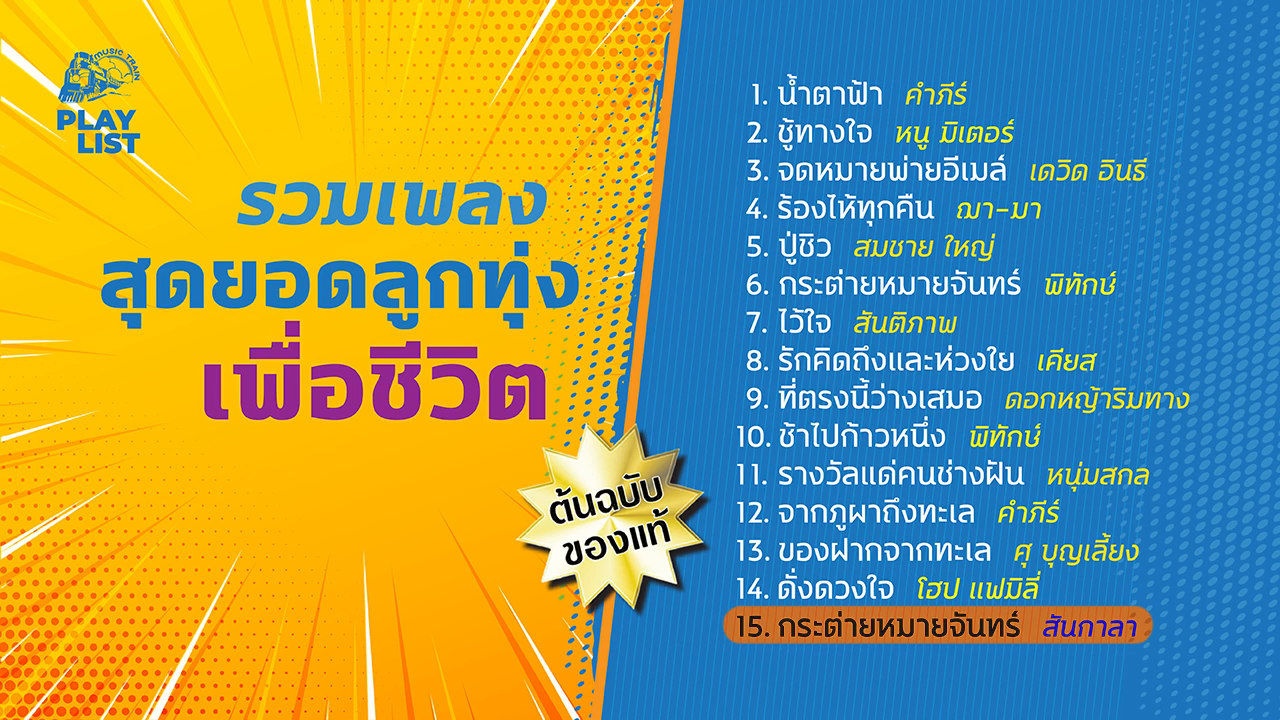 MUSIC TRAIN
PLAY
LIST
รวมเพลง
สุดยอดลูกทุ่ง
เพื่อชีวิต
ต้นฉบับ
ของแท้
1. น้ำตาฟ้า คำภีร์
2. ชู้ทางใจ หนู มิเตอร์
3. จดหมายพ่ายอีเมล์ เดวิด อินธี
4. ร้องไห้ทุกคืน ฌา-มา
5. ปู่ชิว สมชาย ใหญ่
6. กระต่ายหมายจันทร์ พิทักษ์
7. ไว้ใจ สันติภาพ
8. รักคิดถึงและห่วงใย เคียส
9. ที่ตรงนี้ว่างเสมอ ดอกหญ้าริมทาง
10. ช้าไปก้าวหนึ่ง พิทักษ์
11. รางวัลแด่คนช่างฝัน หนุ่มสกล
12. จากภูผาถึงทะเล คำภีร์
13. ของฝากจากทะเล ศุ บุญเลี้ยง
14. ดั่งดวงใจ โฮป แฟมิลี่
15. กระต่ายหมายจันทร์ สันกาลา